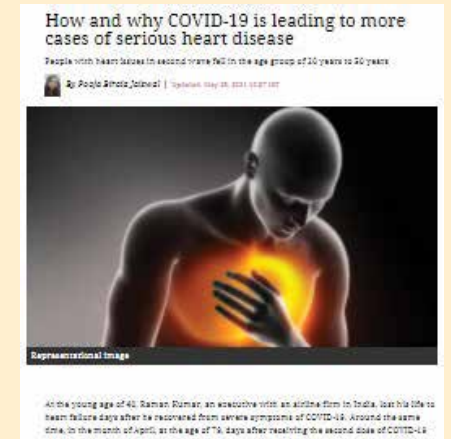 How and why COVID-19 is leading to more
cases of serious heart disease
People with heart issues in second wave fell in the age group of 20 years to 50 years
By Pooja Biraia Jaiswal | Updated: May 2021 IST
Representational image
At the young age of 40, Raman Kumar, an executive with an airline firm in India, lost his life to
heart failure days after he recovered from severe symptoms of COVID-19. Around the same
time, in the month of April, at the age of 78, days after receiving the second dose of COVID-19